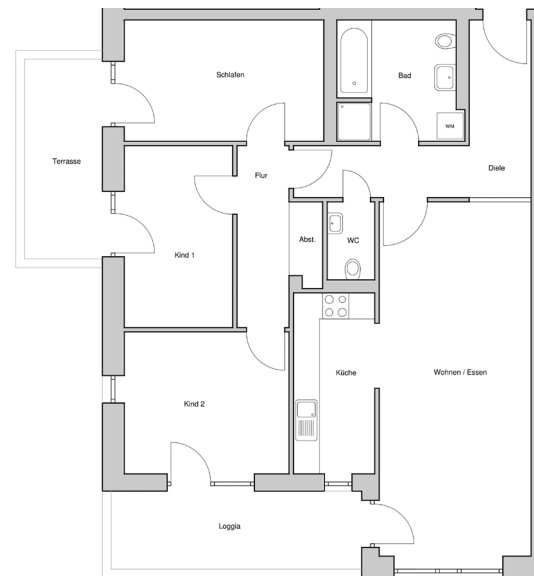 Schlafen
Bad
WM
Terrasse
Flur
Diele
Abst.
WC
Kind 1
Küche
Wohnen / Essen
Kind 2
Loggia